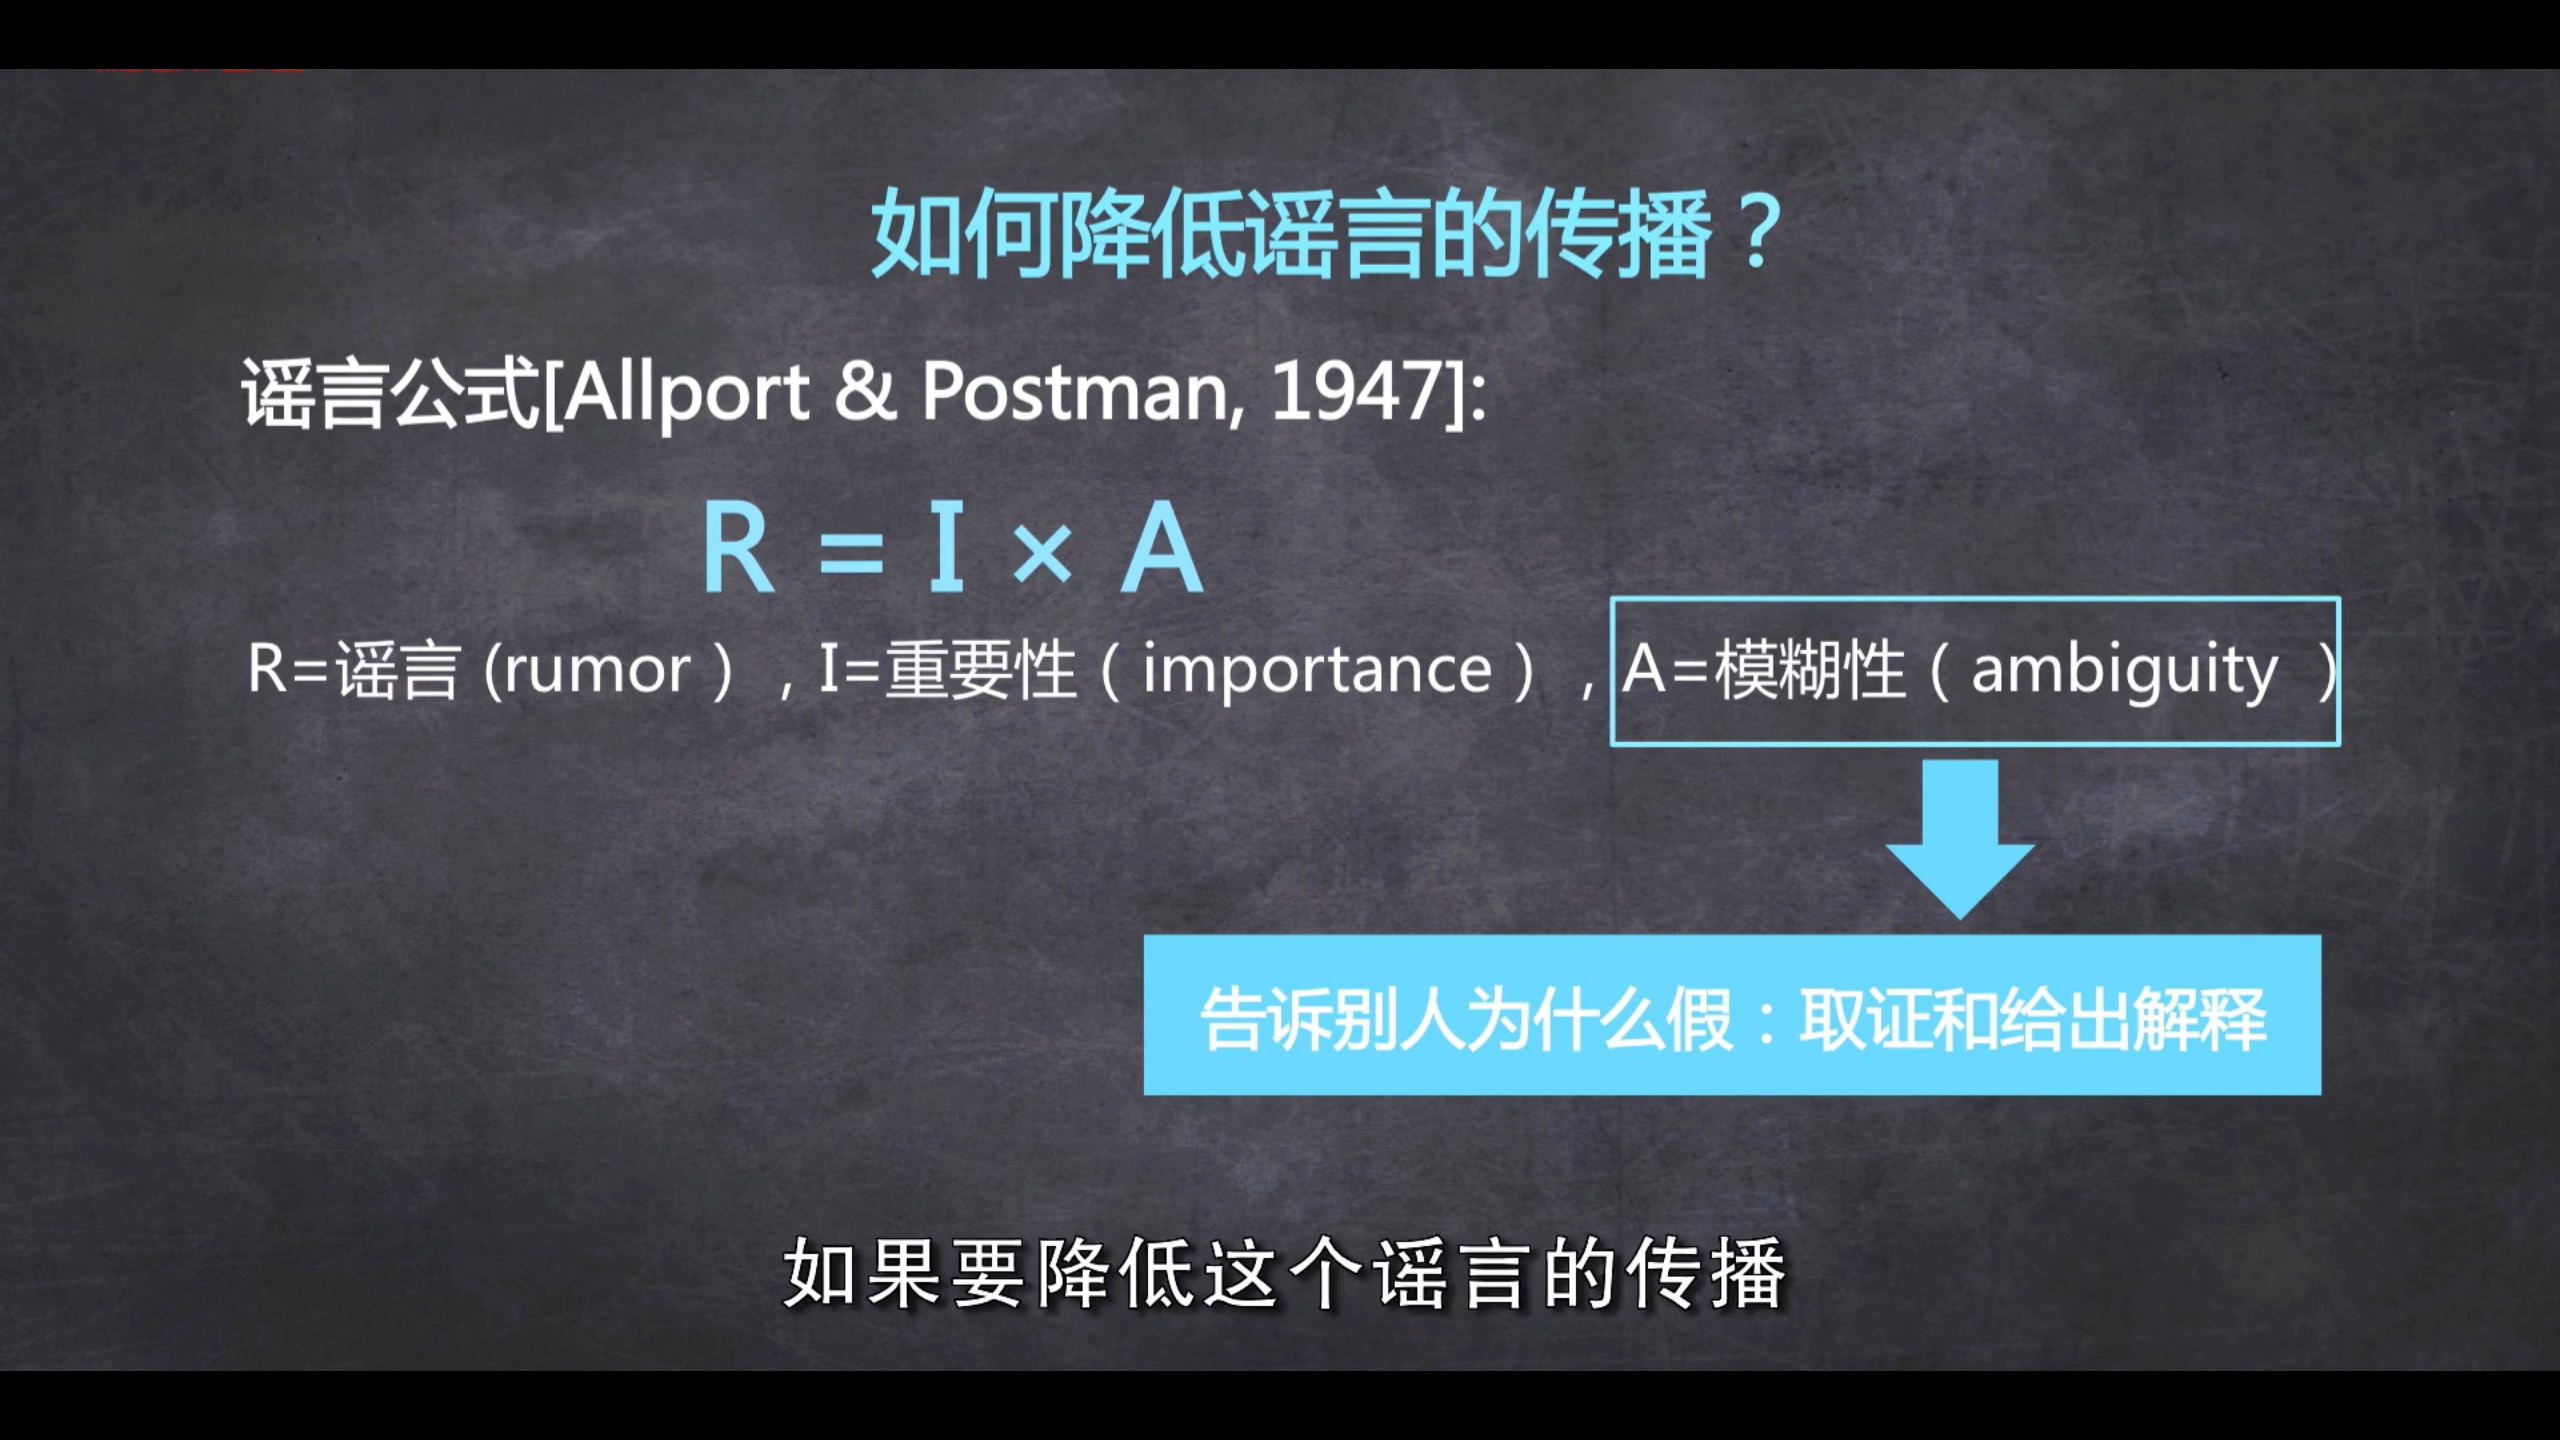 如何降低谣言的传播？
谣言公式[Allport & Postman, 1947]:
R = I × A
R=谣言 (rumor），I=重要性（importance），A=模糊性（ambiguity ）
告诉别人为什么假：取证和给出解释
如果要降低这个谣言的传播